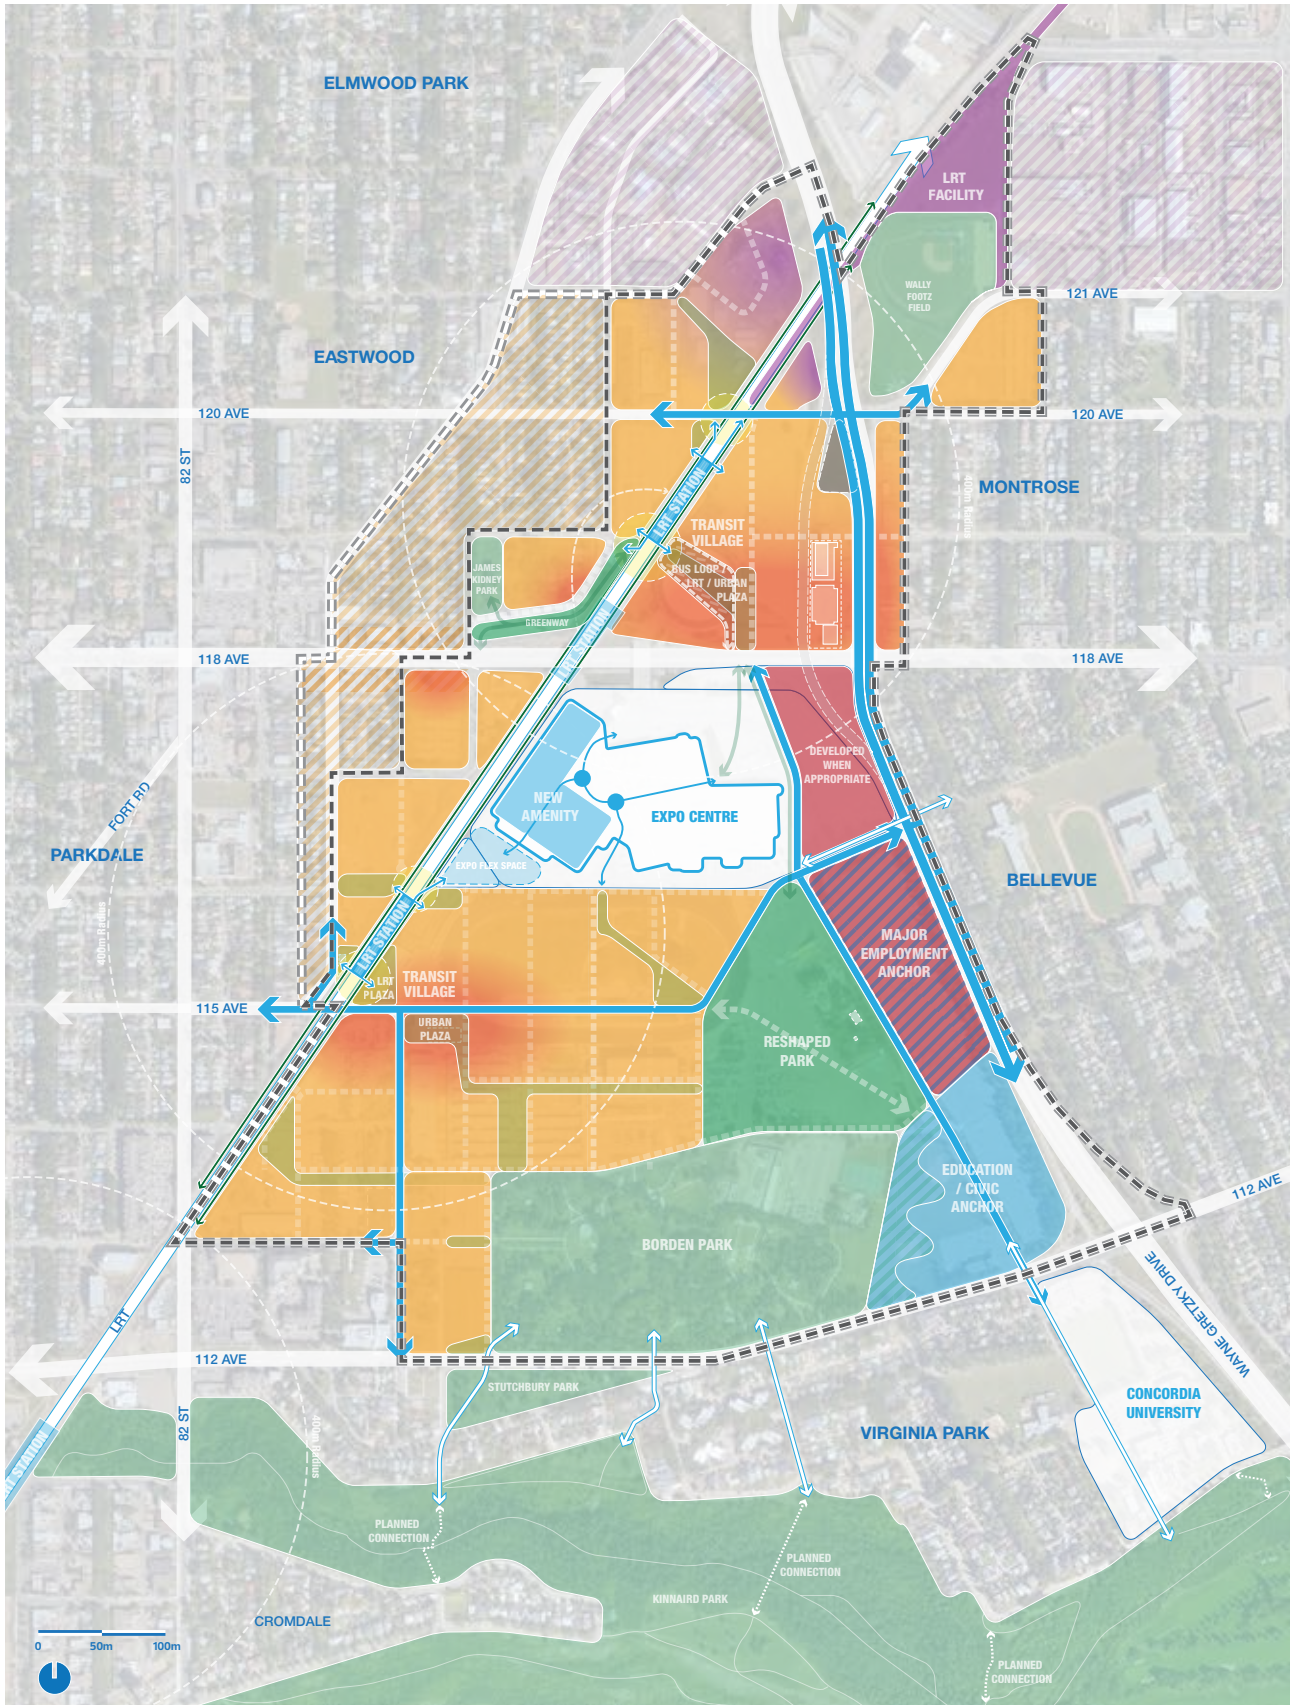 ELMWOOD PARK
LRT
FACILITY
WALLY
FOOTZ
FIELD
121 AVE
EASTWOOD
120 AVE
120 AVE
82 ST
MONTROSE
400m Radius
LRT STATION
TRANSIT
VILLAGE
JAMES
KIDNEY
PARK
BUS LOOP /
LRT / URBAN
PLAZA
GREENWAY
LRT STATION
118 AVE
118 AVE
DEVELOPED
WHEN
APPROPRIATE
NEW
AMENITY
EXPO CENTRE
FORT RD
PARKDALE
EXPO FLEX SPACE
BELLEVUE
400m Radius
LRT STATION
MAJOR
EMPLOYMENT
ANCHOR
LRT
PLAZA
TRANSIT
VILLAGE
115 AVE
URBAN
PLAZA
RESHAPED
PARK
EDUCATION
/ CIVIC
ANCHOR
112 AVE
BORDEN PARK
WAYNE GRETZKY DRIVE
LRT
112 AVE
STUTCHBURY PARK
CONCORDIA
UNIVERSITY
82 ST
400m Radius
VIRGINIA PARK
LRT STATION
PLANNED
CONNECTION
PLANNED
CONNECTION
KINNAIRD PARK
CROMDALE
PLANNED
CONNECTION
0 50m 100m